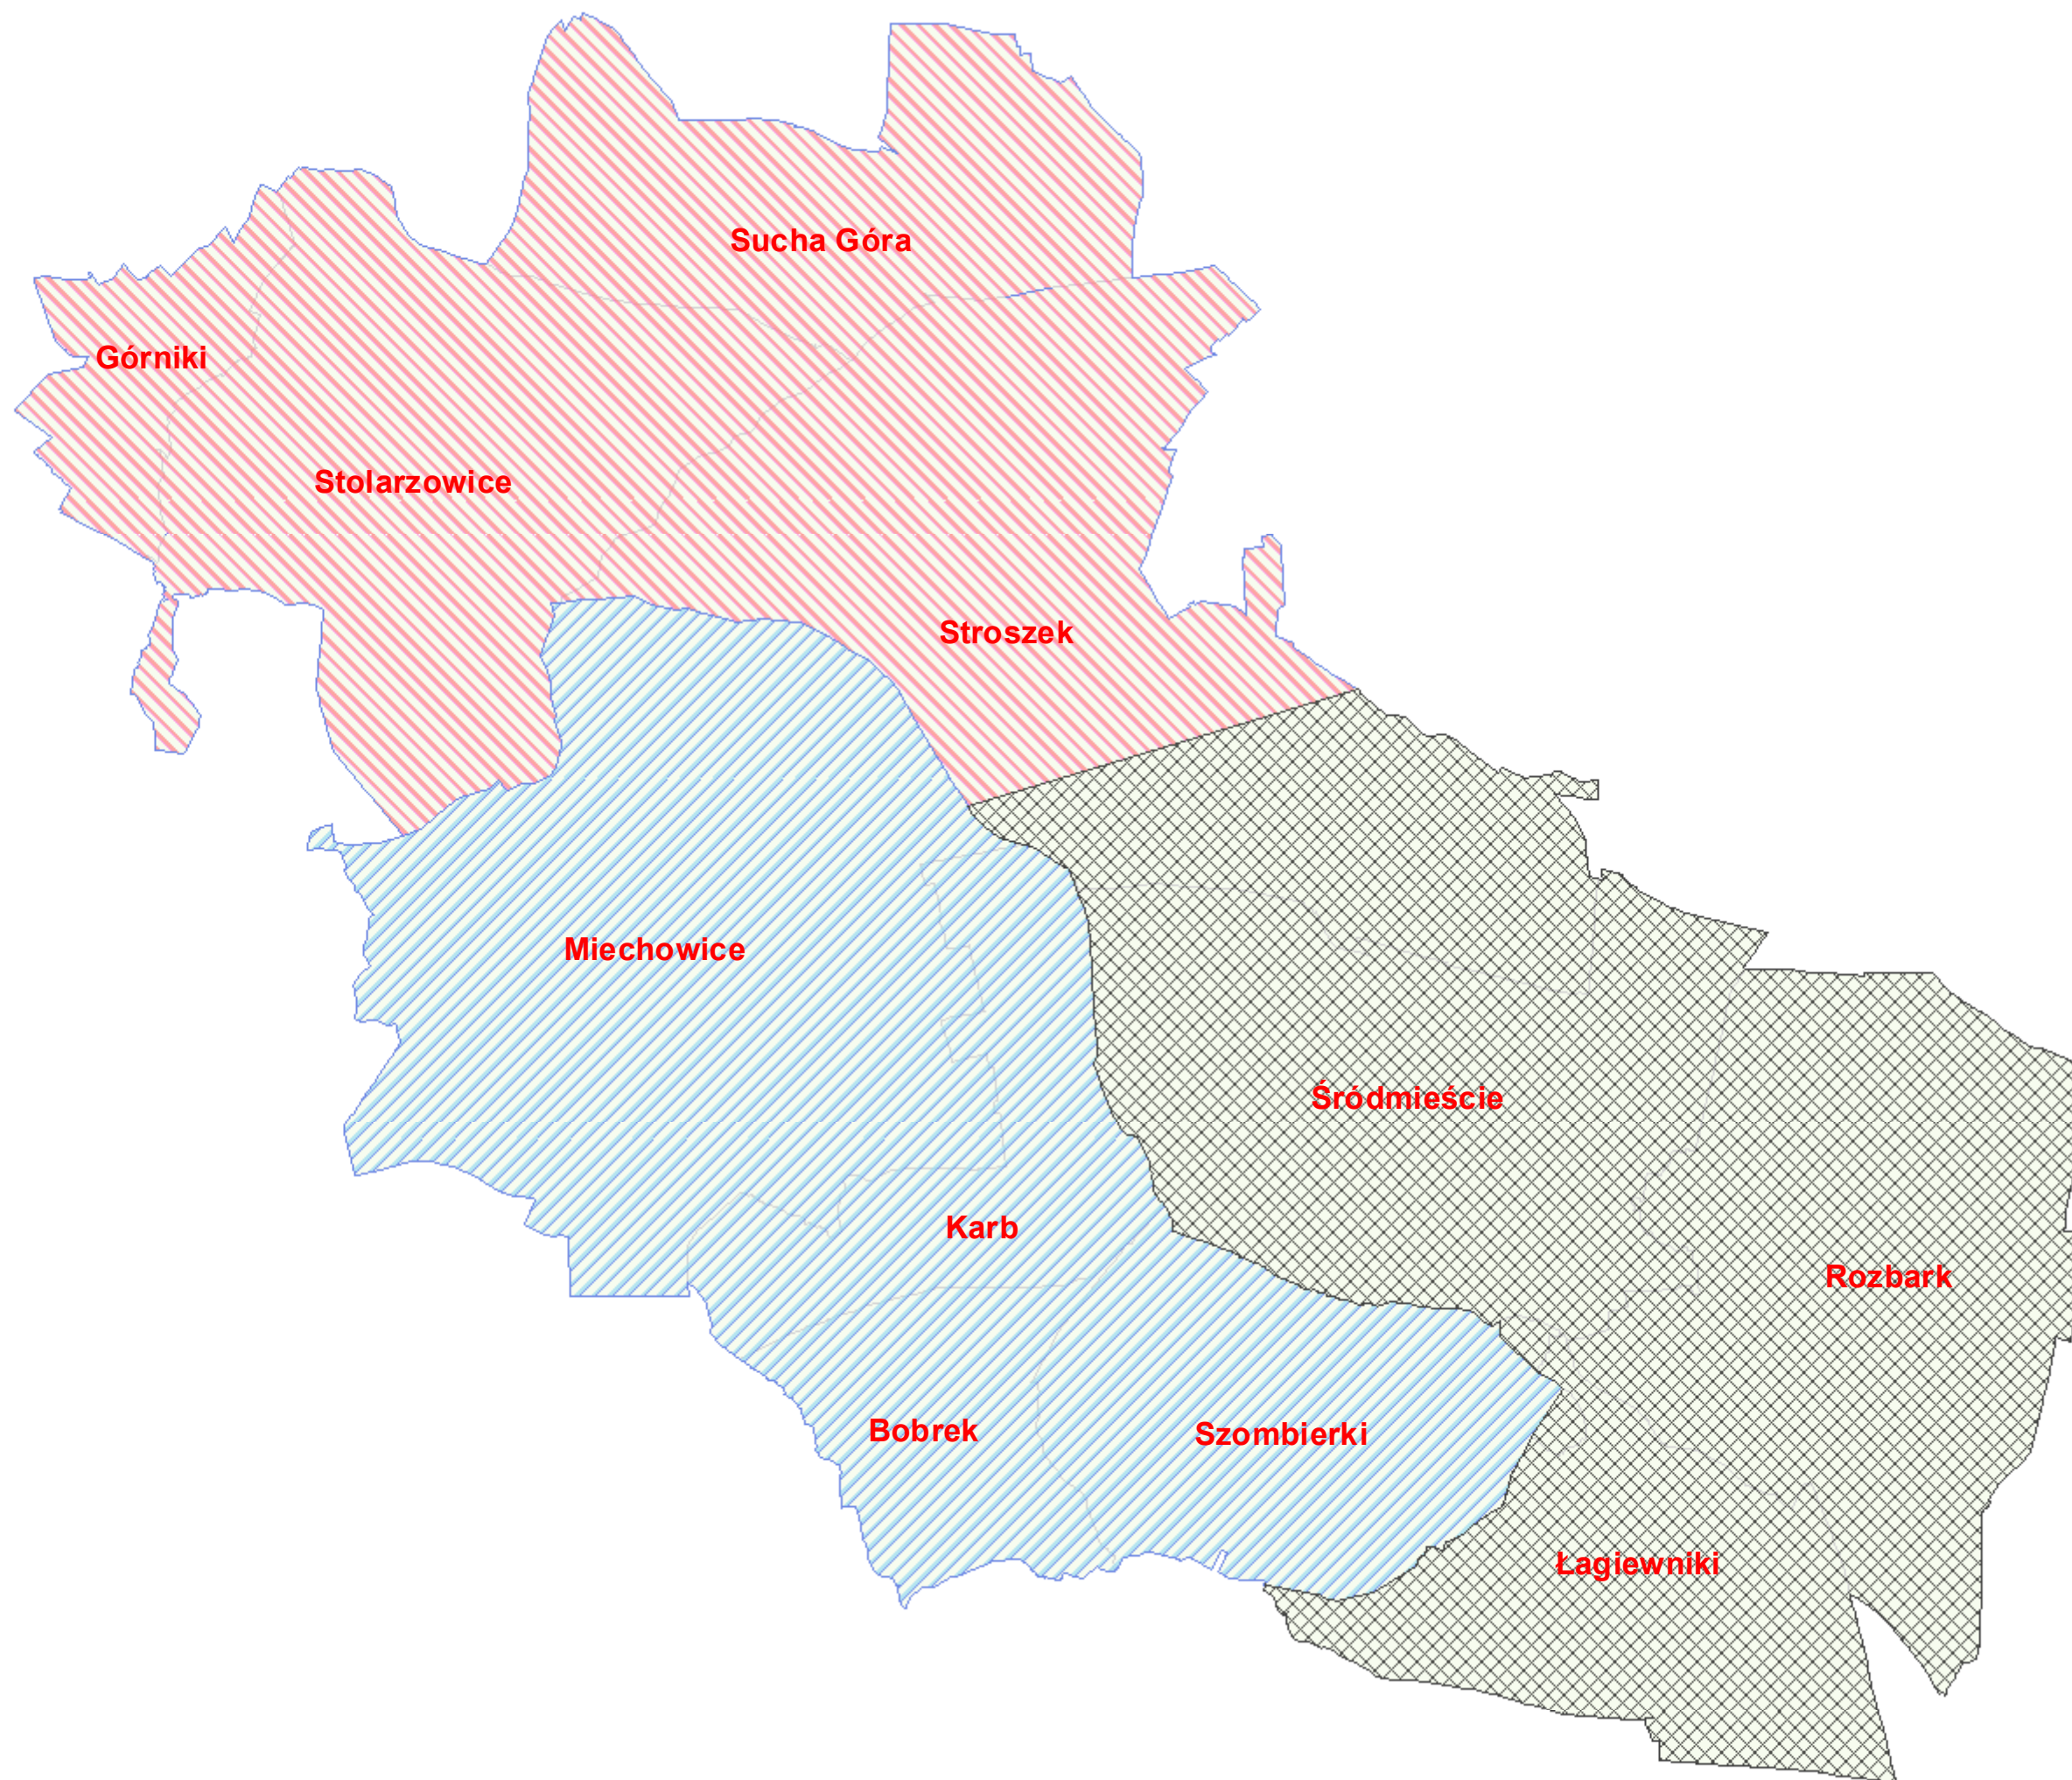 Sucha Góra
Górniki
Stolarzowice
Stroszek
Miechowice
Śródmieście
Karb
Rozbark
Bobrek
Szombierki
Łagiewniki